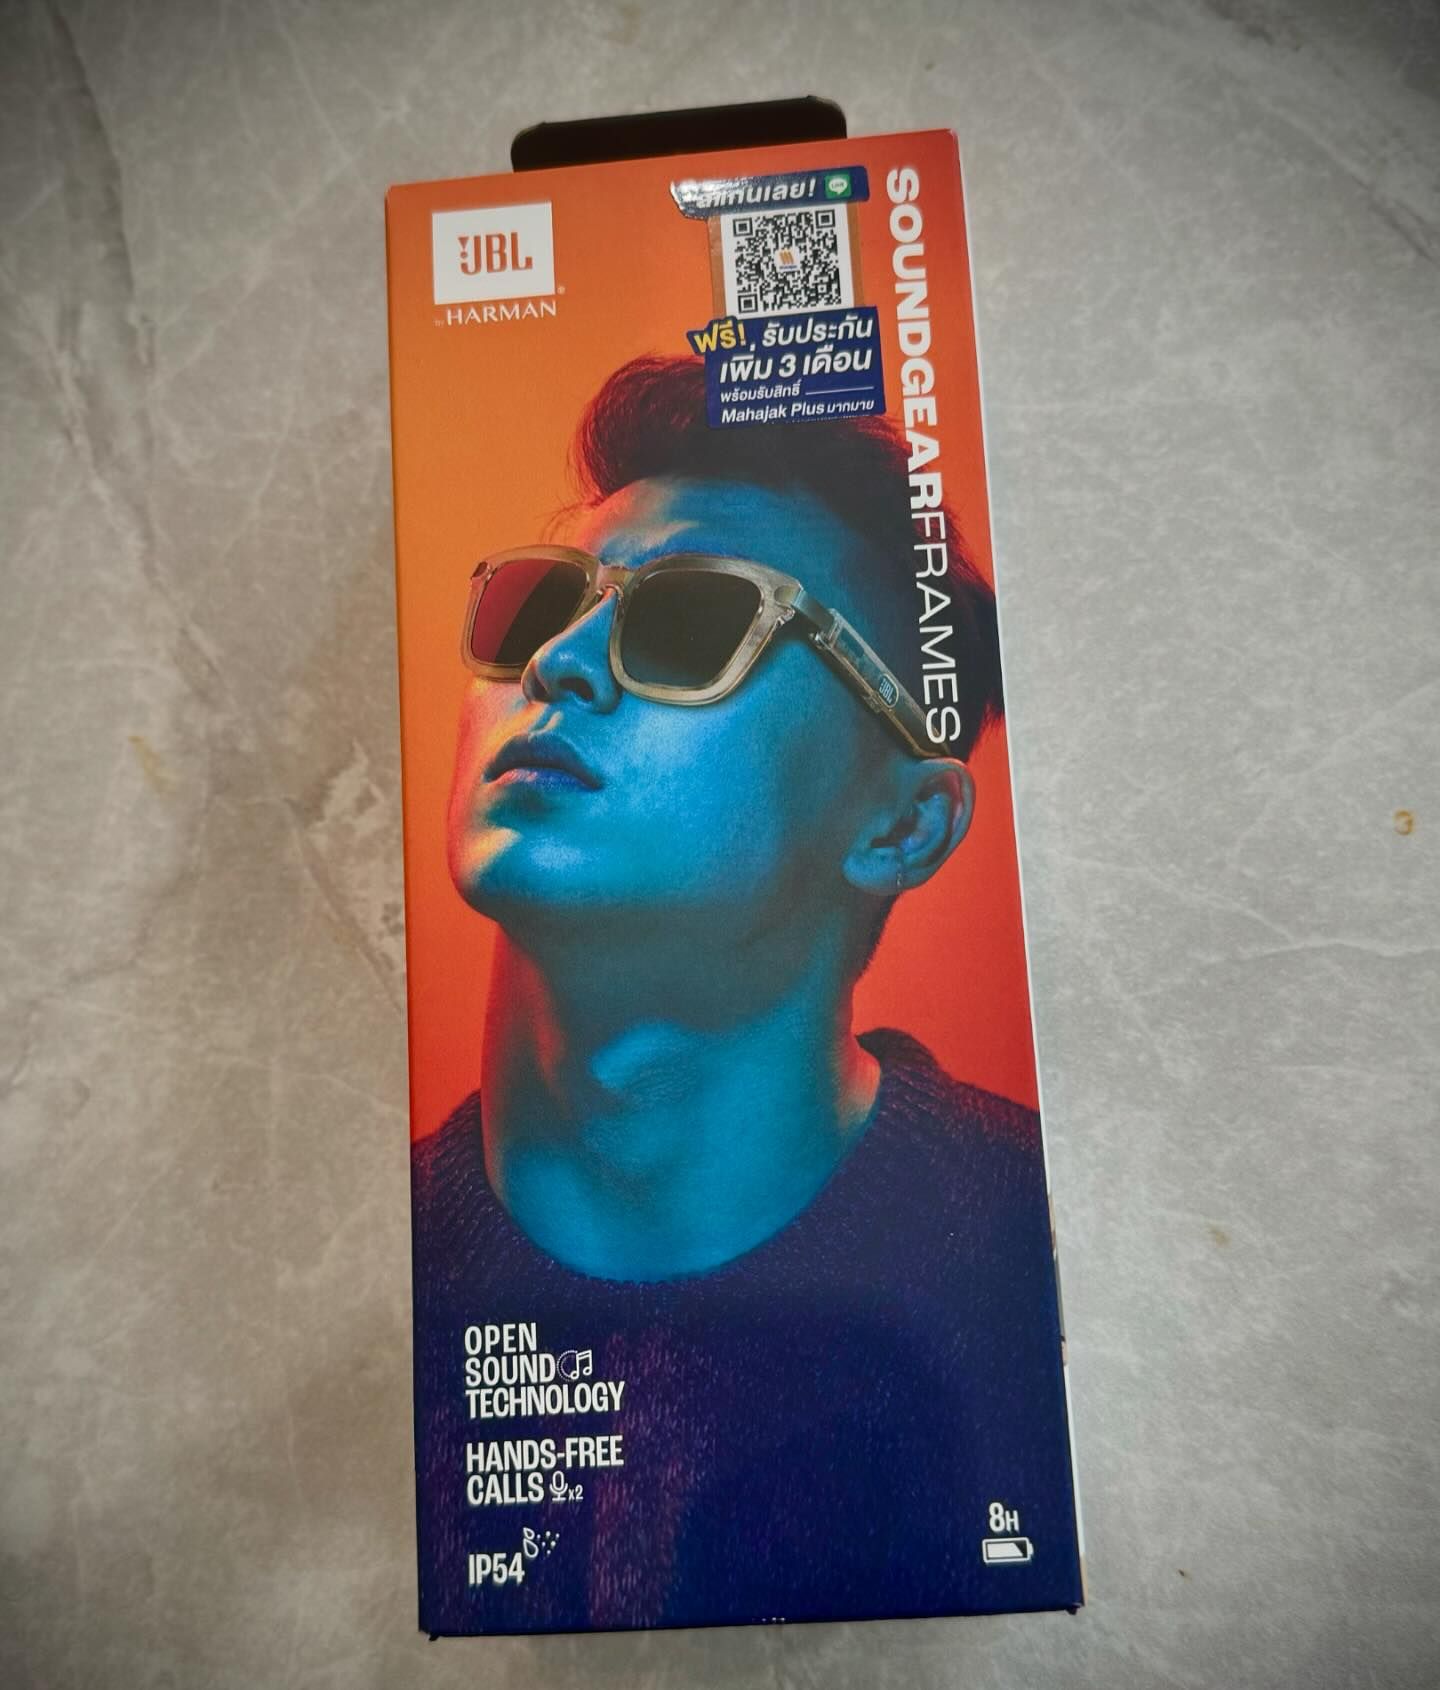 JBL
by HARMAN
สแกนเลย! LINE
ฟรี! รับประกัน
เพิ่ม 3 เดือน
พร้อมรับสิทธิ์
Mahajak Plus มากมาย
SOUNDGEARFRAMES
JBL
OPEN
SOUND
TECHNOLOGY
HANDS-FREE
CALLS x2
IP54
8H